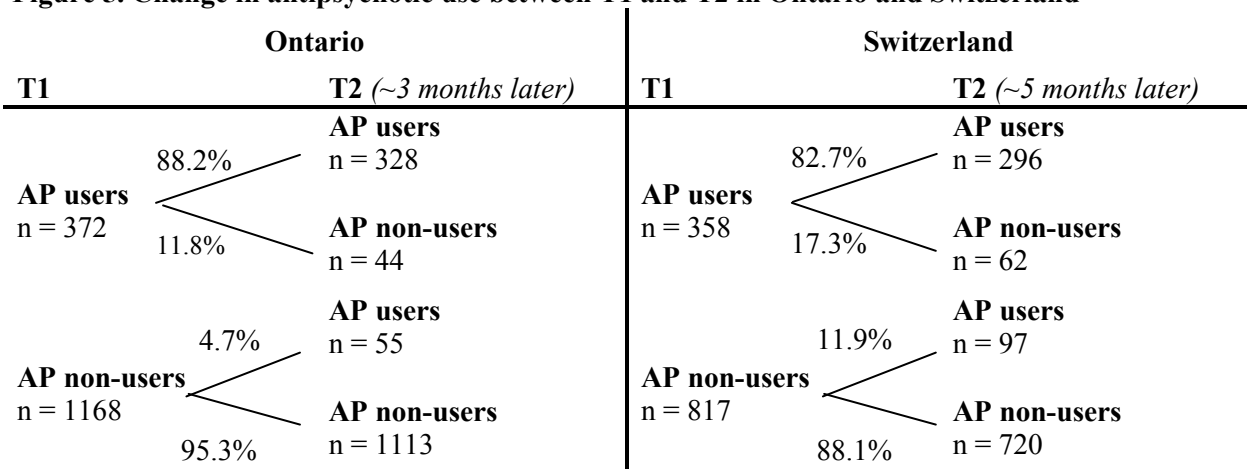 Figure 3. Change in antipsychotic use between T1 and T2 in Ontario and Switzerland
Ontario
Switzerland
T1
T2 (~3 months later)
T1
T2 (~5 months later)
AP users
n = 372
88.2%
11.8%
AP users
n = 328
AP non-users
n = 44
AP non-users
n = 1168
4.7%
95.3%
AP users
n = 55
AP non-users
n = 1113
AP users
n = 358
82.7%
17.3%
AP users
n = 296
AP non-users
n = 62
AP non-users
n = 817
11.9%
88.1%
AP users
n = 97
AP non-users
n = 720